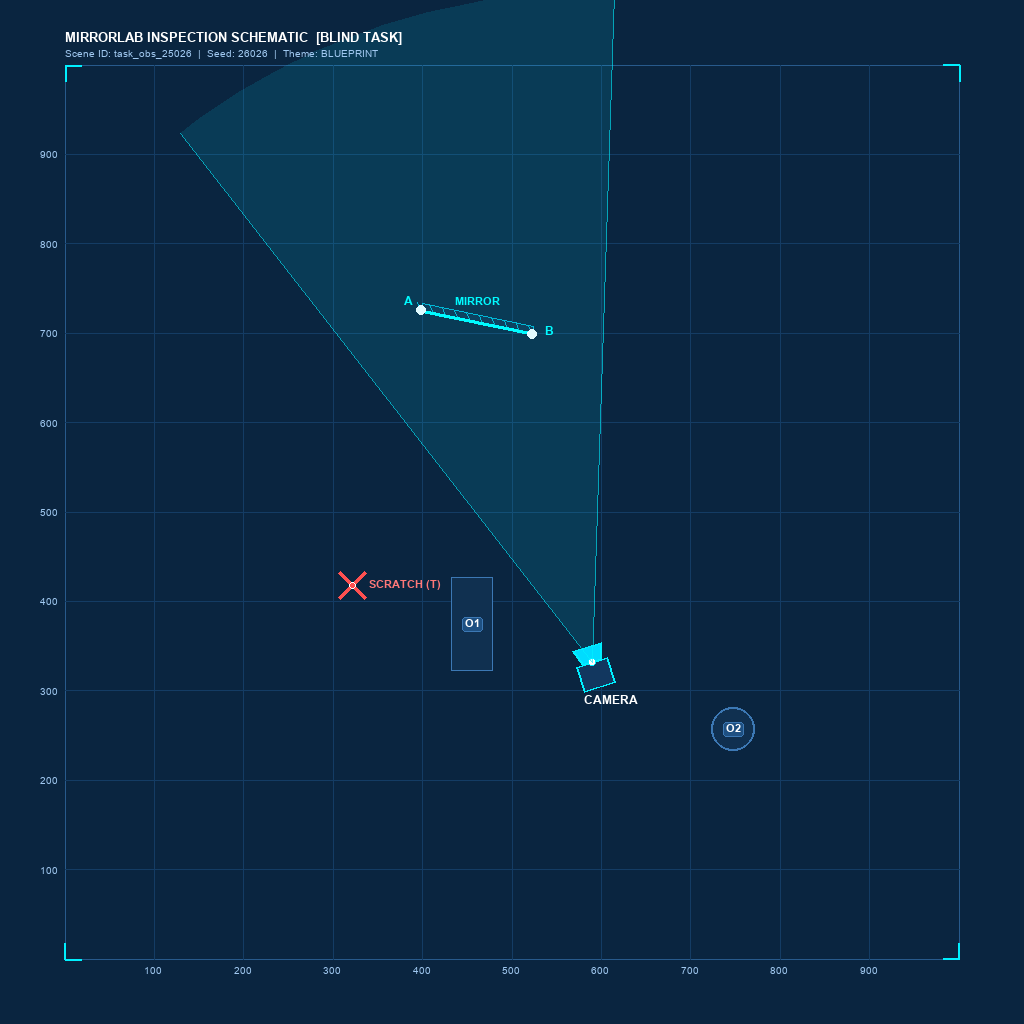 MIRRORLAB INSPECTION SCHEMATIC [BLIND TASK]
Scene ID: task_obs_25026 | Seed: 26026 | Theme: BLUEPRINT
900
A
MIRROR
B
800
700
600
500
SCRATCH (T)
400
O1
300
CAMERA
O2
200
100
100 200 300 400 500 600 700 800 900